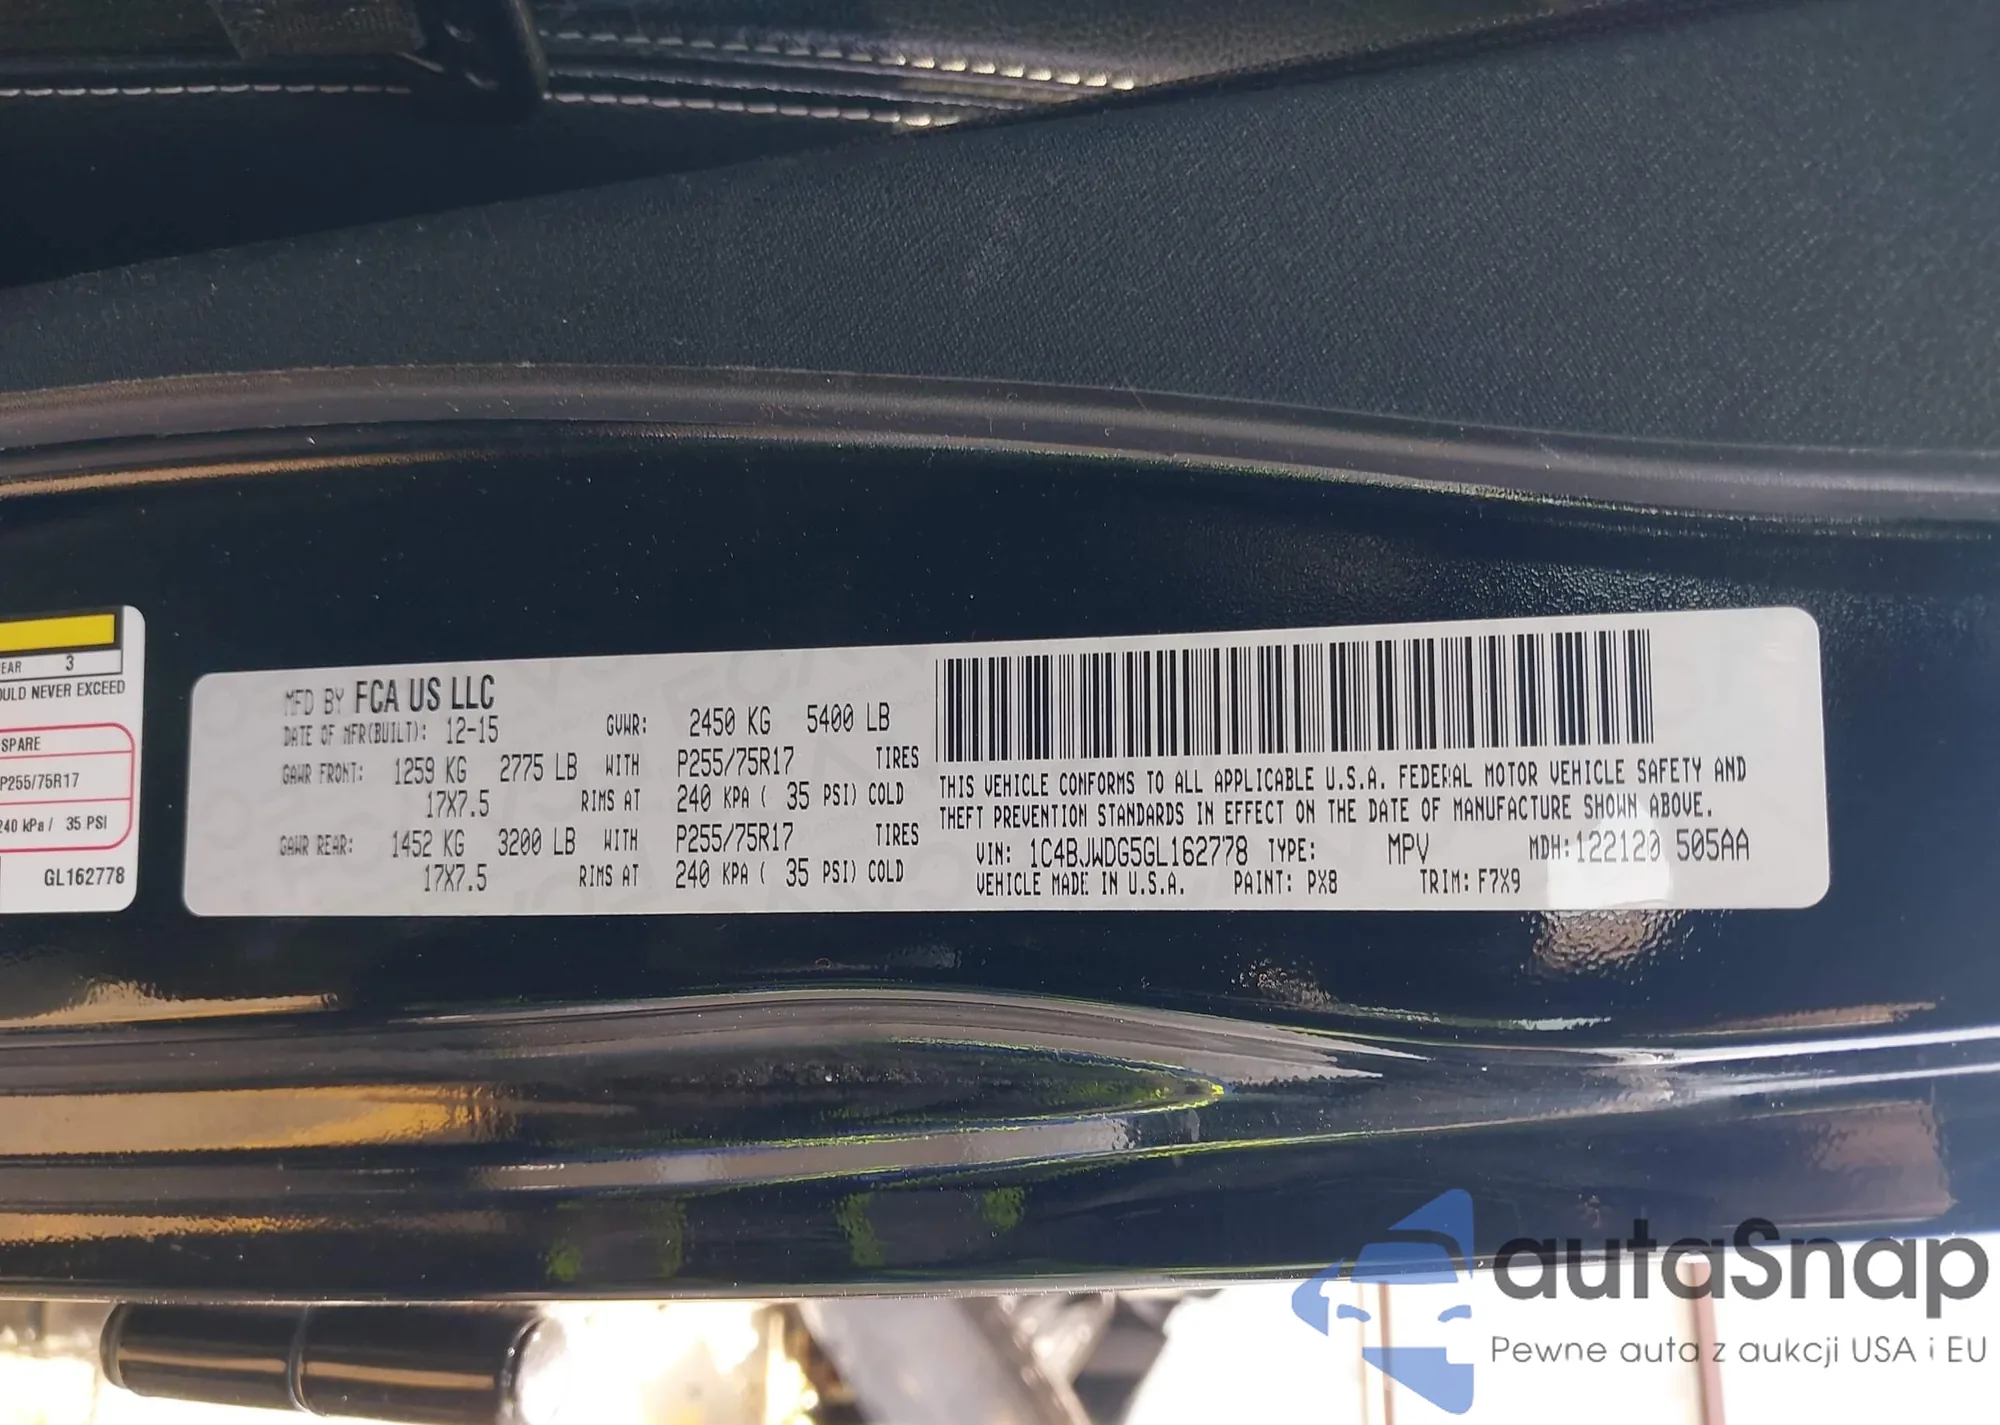 EAR 3
OULD NEVER EXCEED
SPARE
P255/75R17
240 kPa / 35 PSI
GL162778
MFD BY FCA US LLC
DATE OF MFR(BUILT): 12-15 GVWR: 2450 KG 5400 LB
GAWR FRONT: 1259 KG 2775 LB WITH P255/75R17 TIRES
17X7.5 RIMS AT 240 KPA ( 35 PSI) COLD
GAWR REAR: 1452 KG 3200 LB WITH P255/75R17 TIRES
17X7.5 RIMS AT 240 KPA ( 35 PSI) COLD
THIS VEHICLE CONFORMS TO ALL APPLICABLE U.S.A. FEDERAL MOTOR VEHICLE SAFETY AND
THEFT PREVENTION STANDARDS IN EFFECT ON THE DATE OF MANUFACTURE SHOWN ABOVE.
VIN: 1C4BJWDG5GL162778 TYPE: MPV MDH: 122120 505AA
VEHICLE MADE IN U.S.A. PAINT: PX8 TRIM: F7X9
autaSnap
Pewne auta z aukcji USA i EU